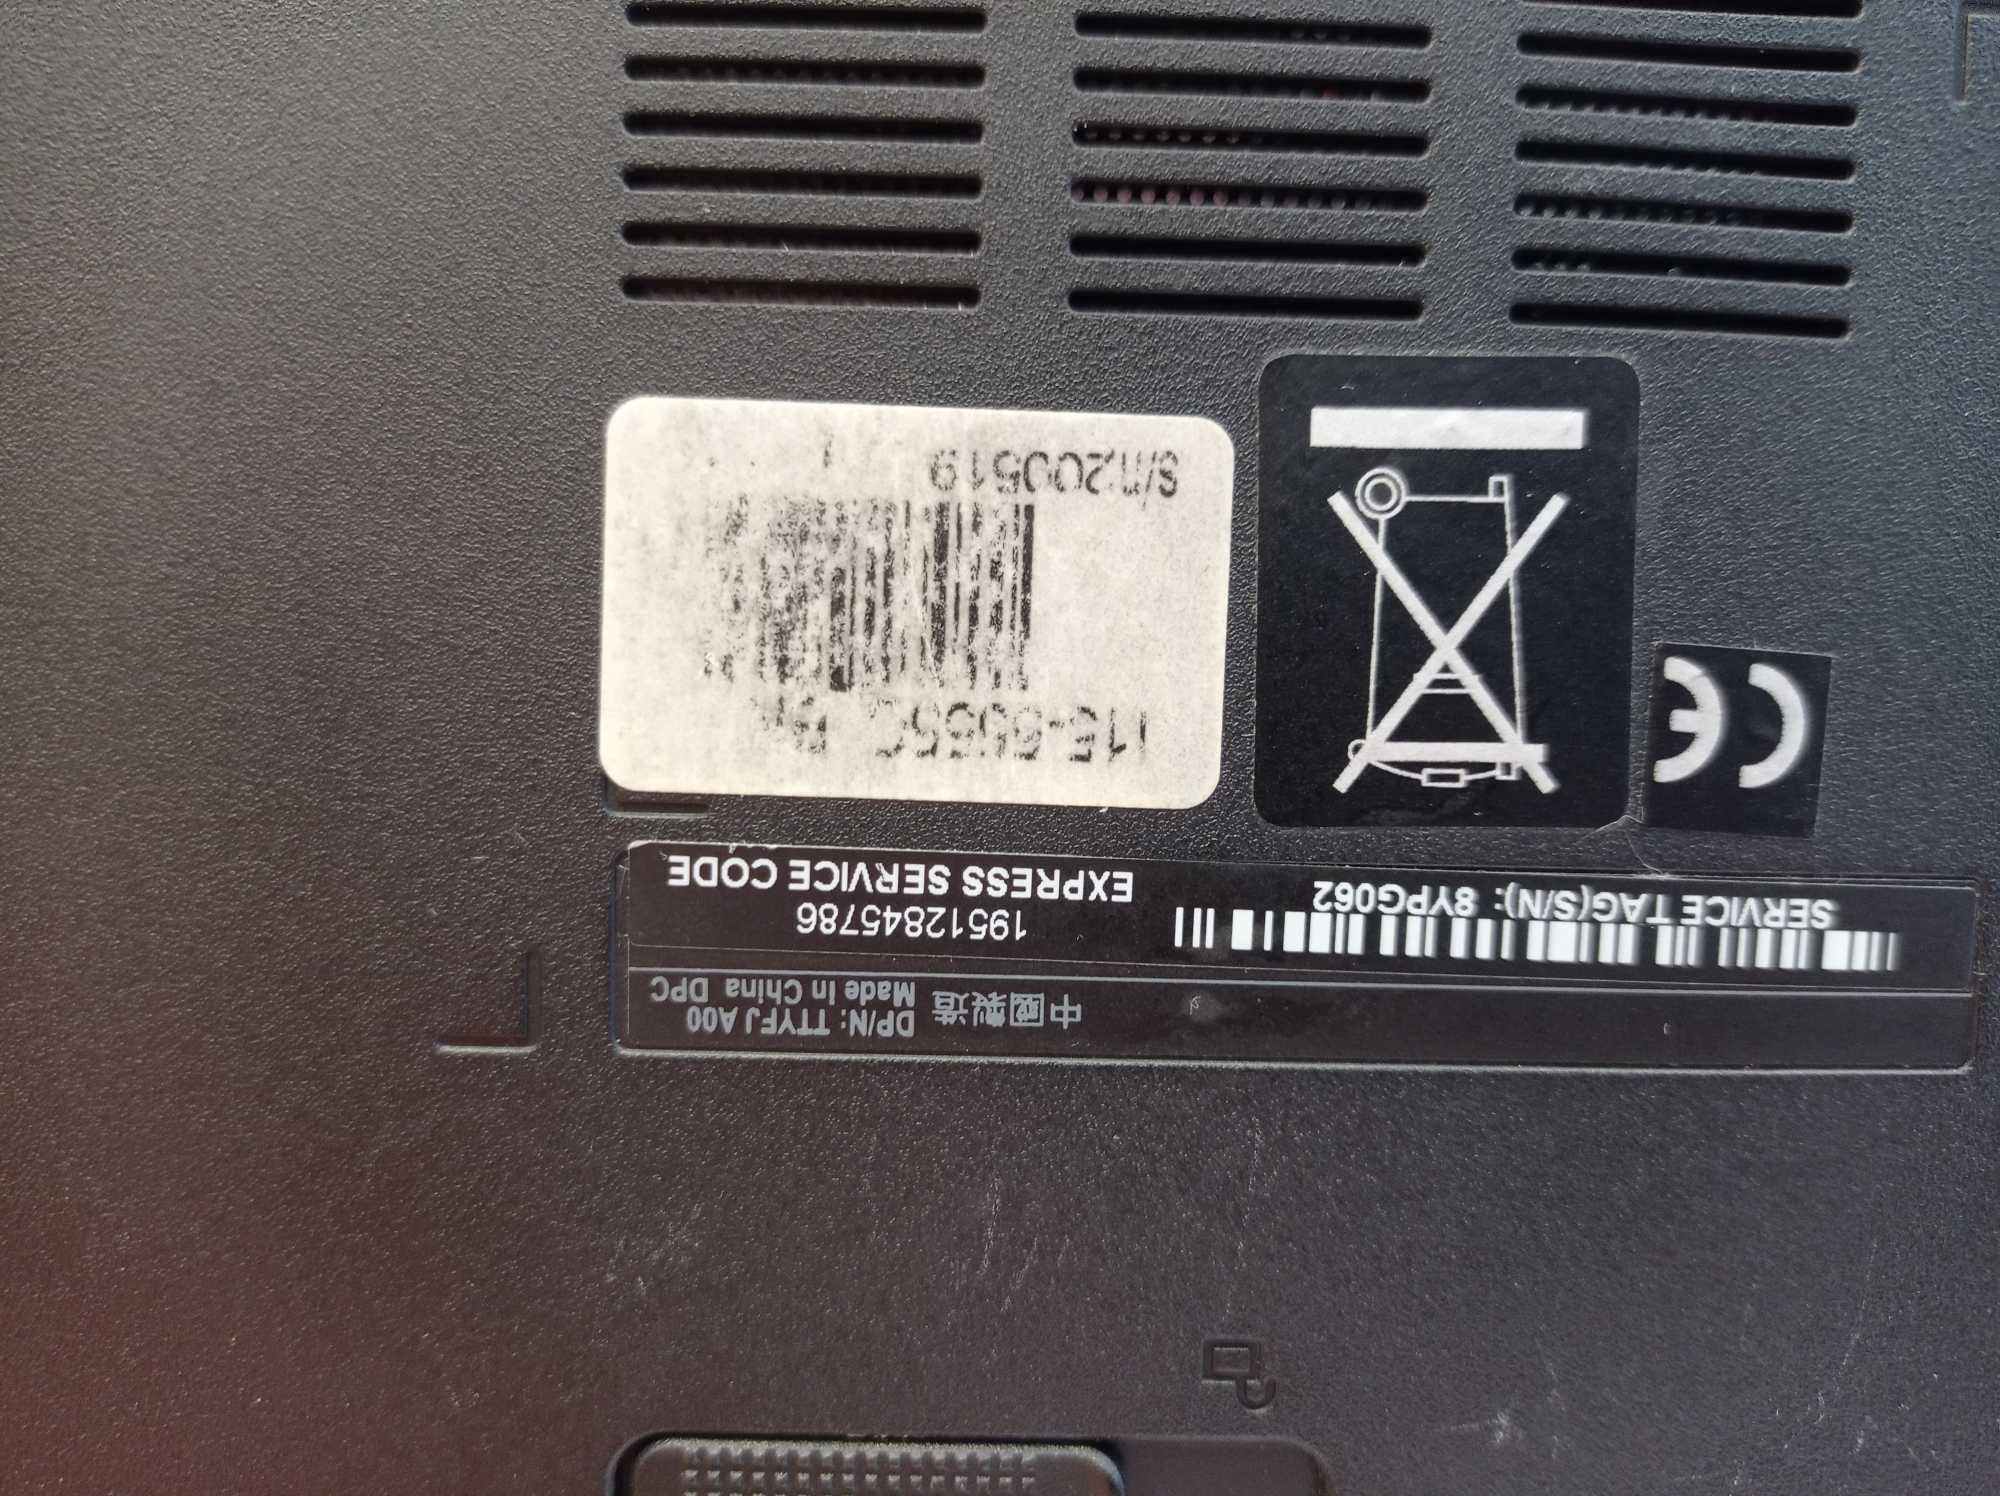 中國製造
DP/N: TTYFJ A00
Made in China DPC
SERVICE TAG(S/N): 8YPG062
19512845786
EXPRESS SERVICE CODE
CE
s/n:200519